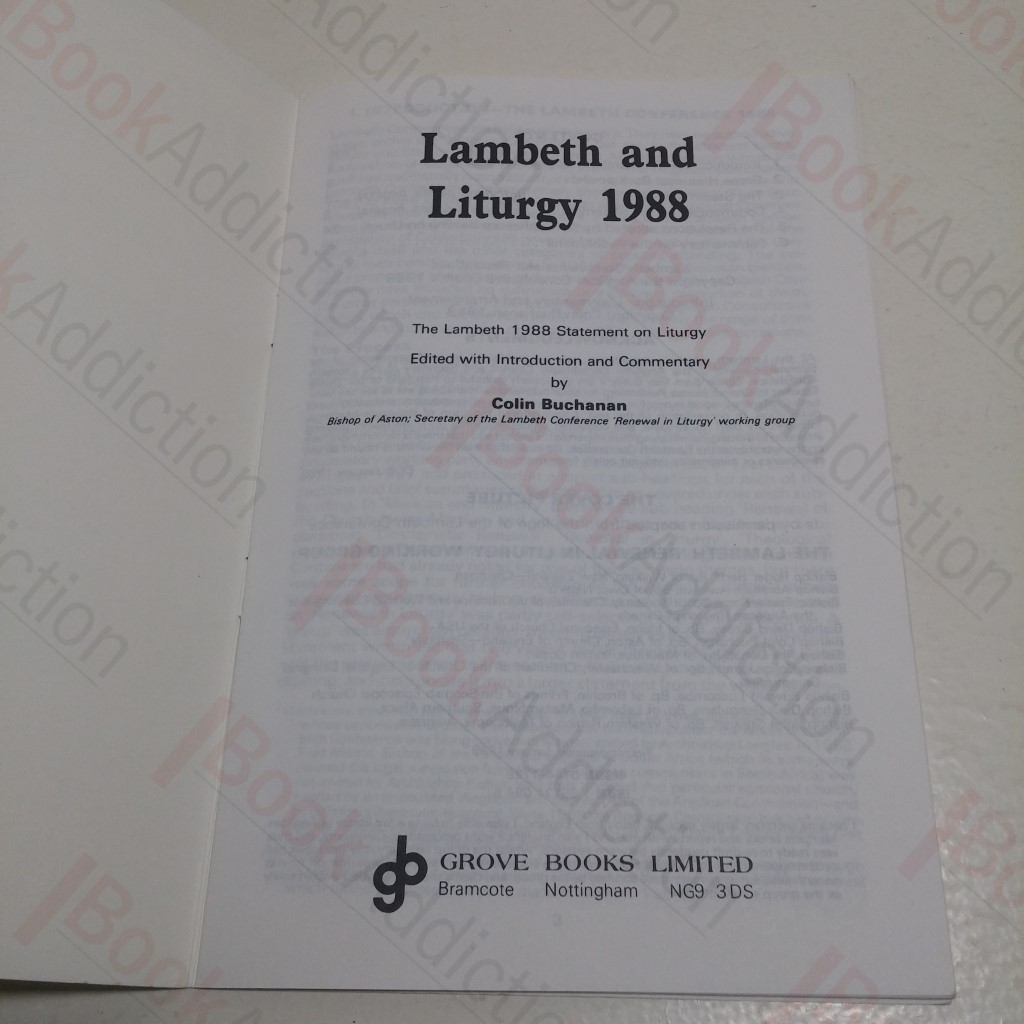 Lambeth and
Liturgy 1988
The Lambeth 1988 Statement on Liturgy
Edited with Introduction and Commentary
by
Colin Buchanan
Bishop of Aston; Secretary of the Lambeth Conference 'Renewal in Liturgy' working group
gb GROVE BOOKS LIMITED
Bramcote Nottingham NG9 3DS
BookAddiction